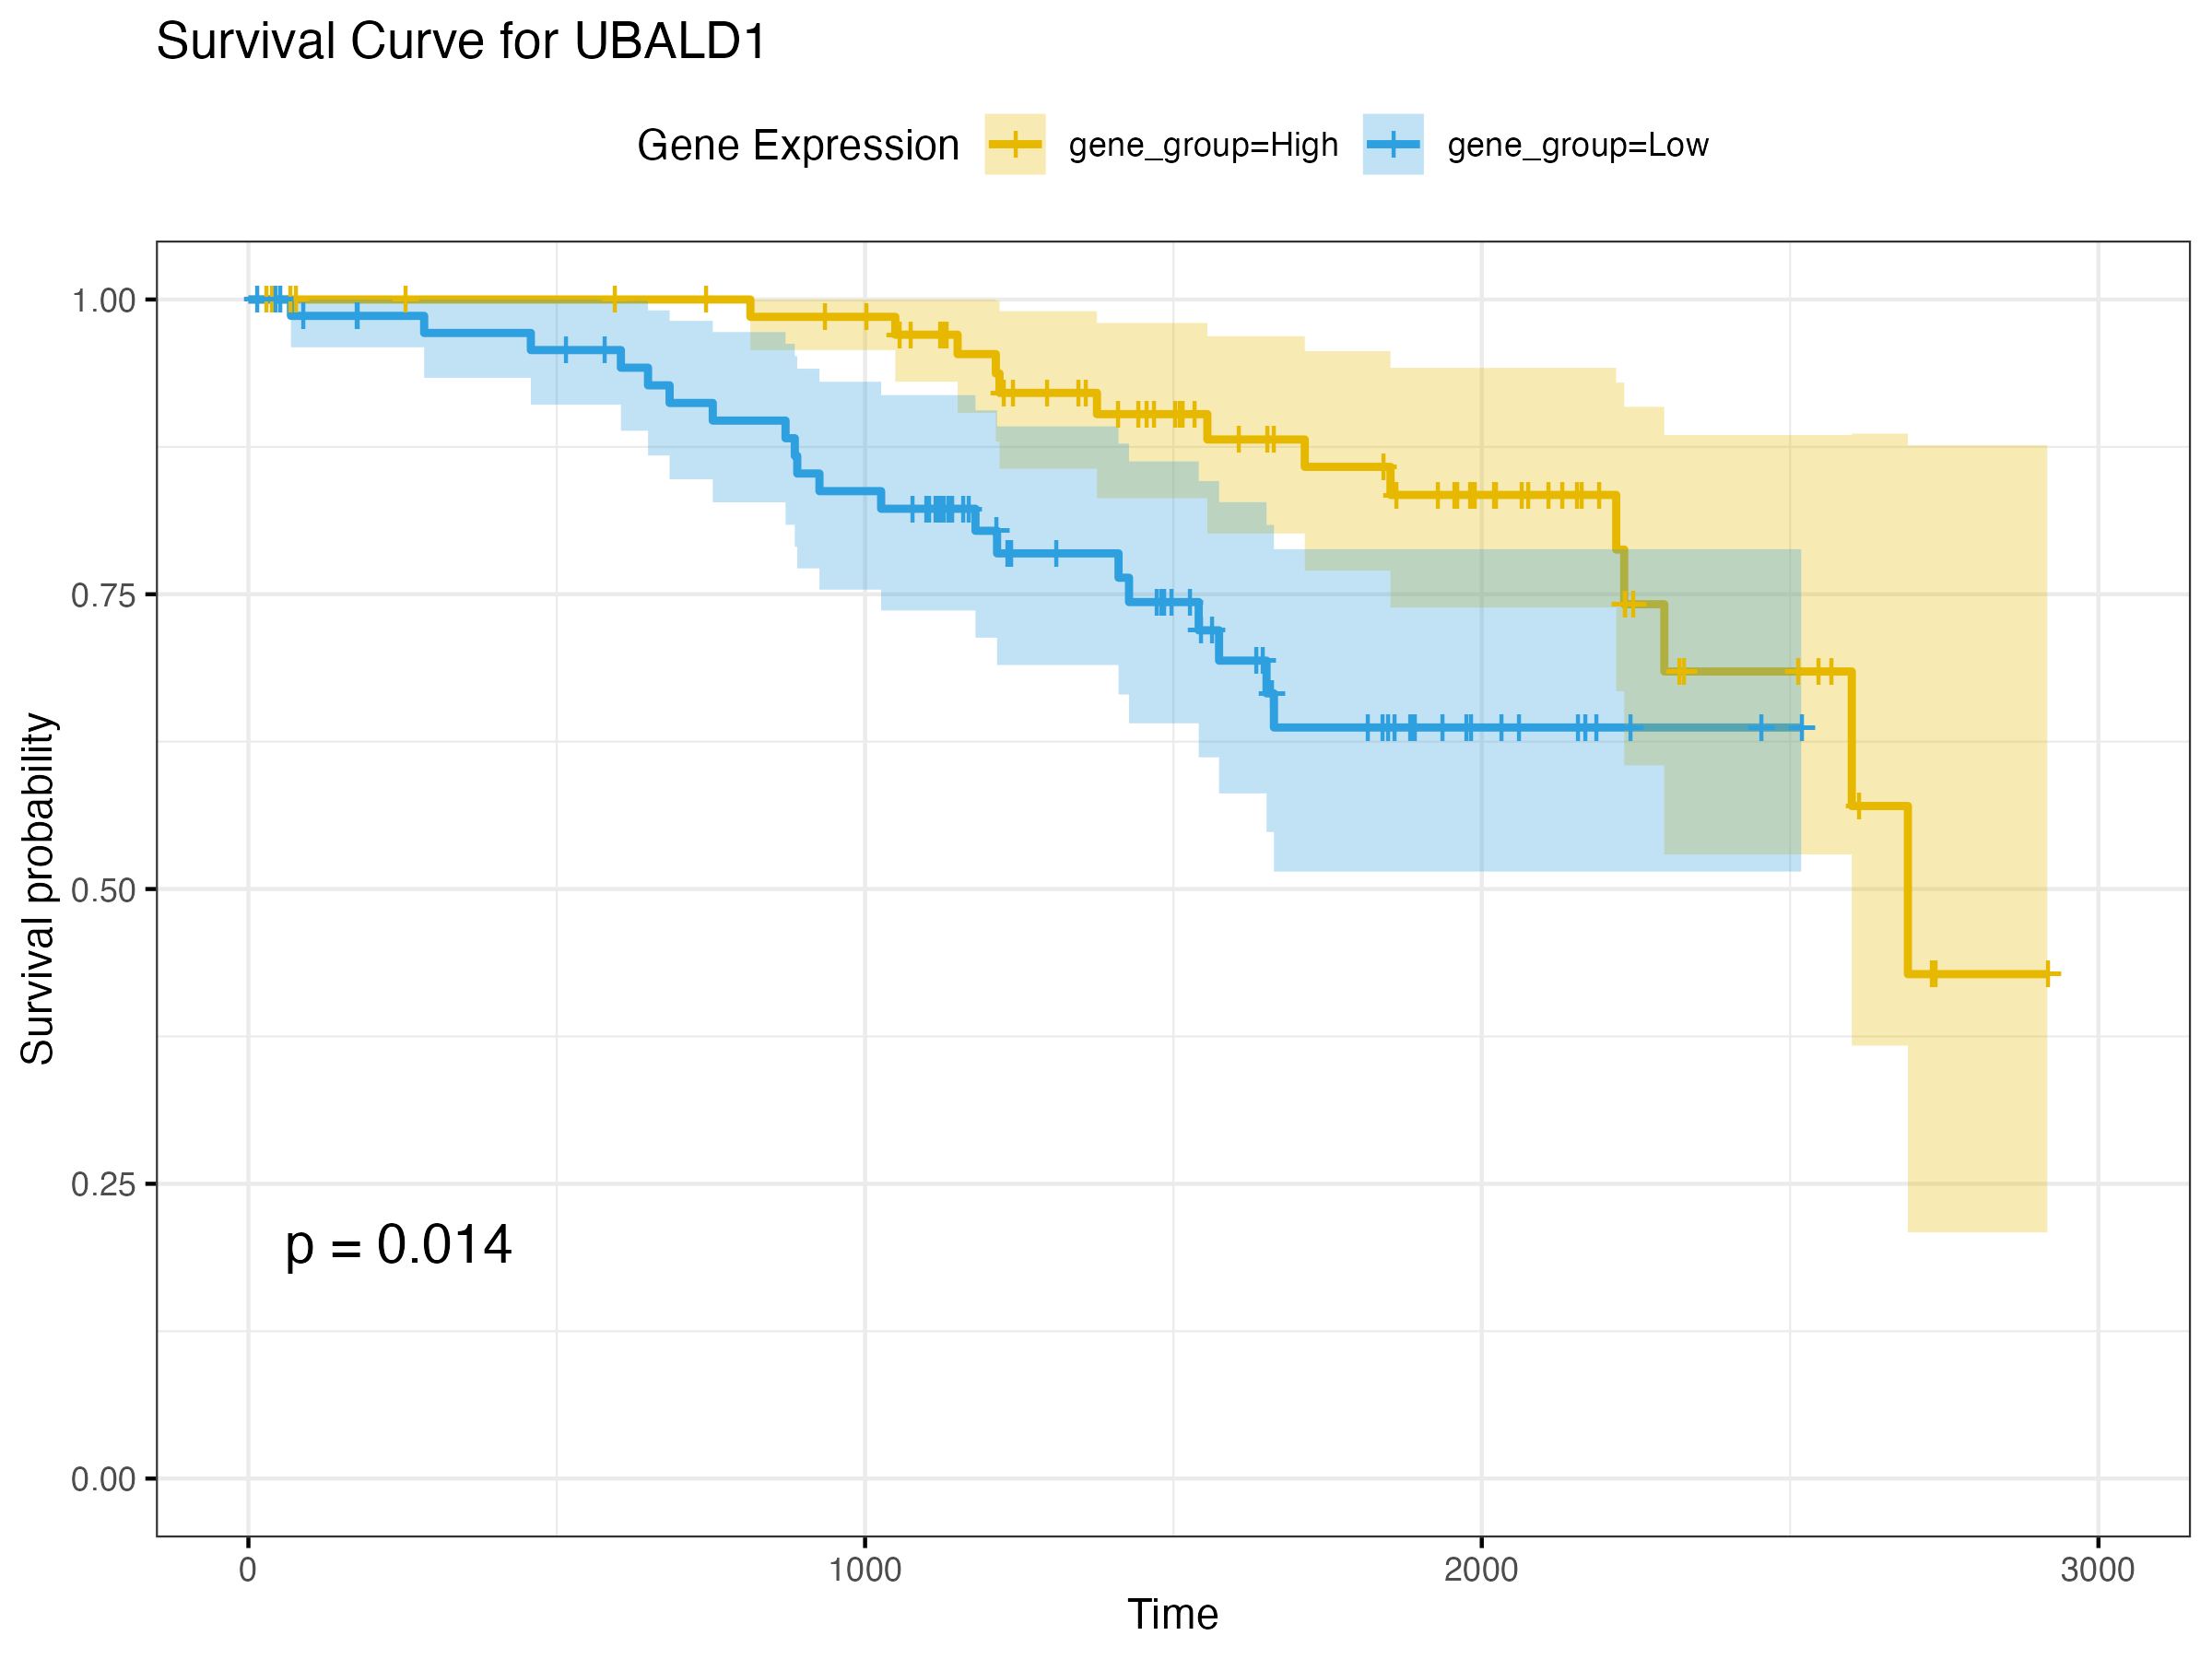 Survival Curve for UBALD1
Gene Expression gene_group=High gene_group=Low
Survival probability
1.00
0.75
0.50
0.25
0.00
p = 0.014
0 1000 2000 3000
Time